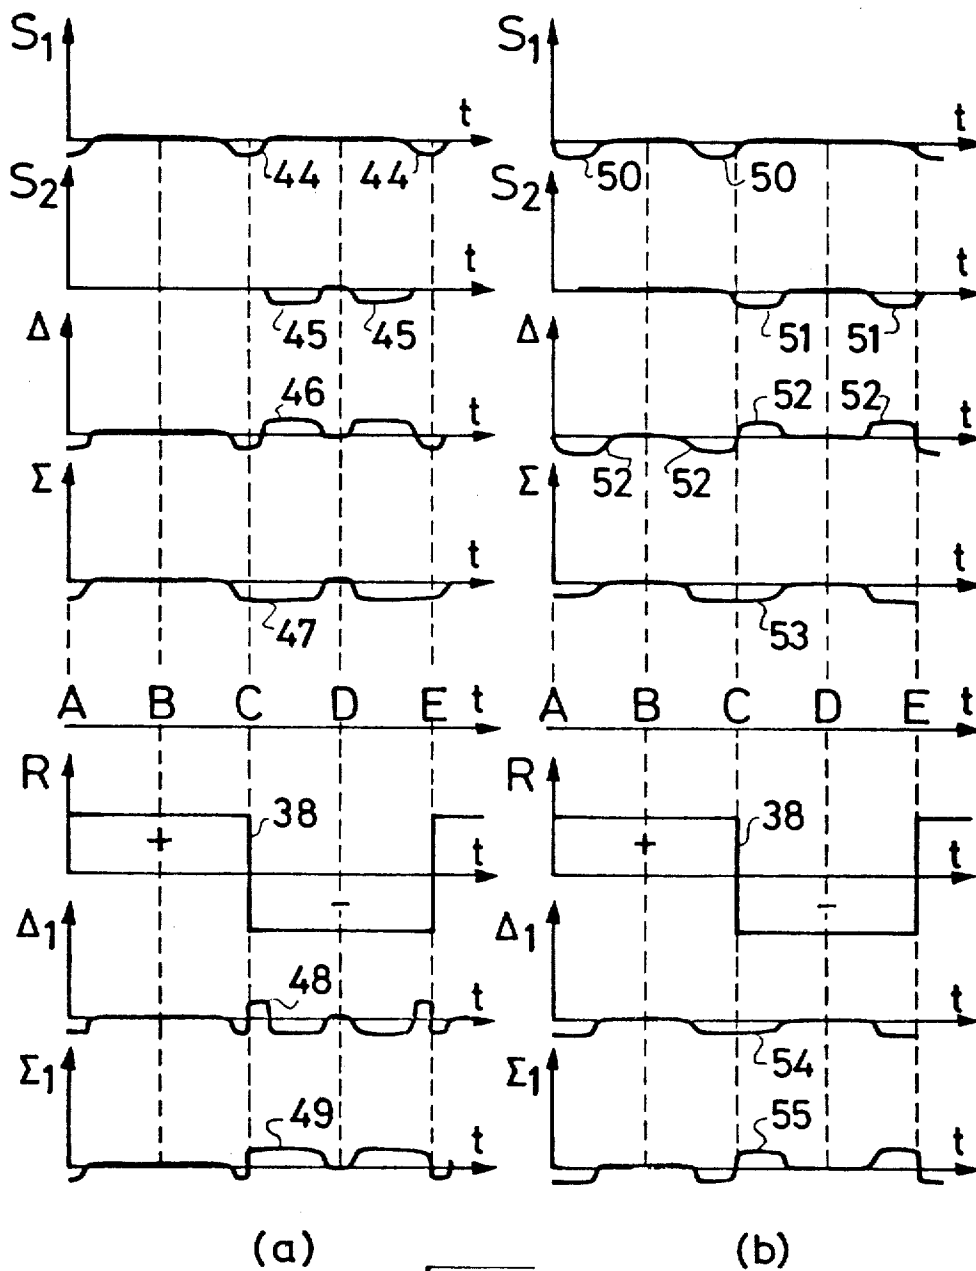 S1 t S1 t
44 44 50 50
S2 t S2 t
45 45 51 51
Δ 46 t Δ 52 52 t
52 52
Σ t Σ t
47 53
A B C D E t A B C D E t
R 38 R 38
+ t + t
Δ1 - Δ1 -
48 t t
54
Σ1 49 t Σ1 55 t
(a) (b)